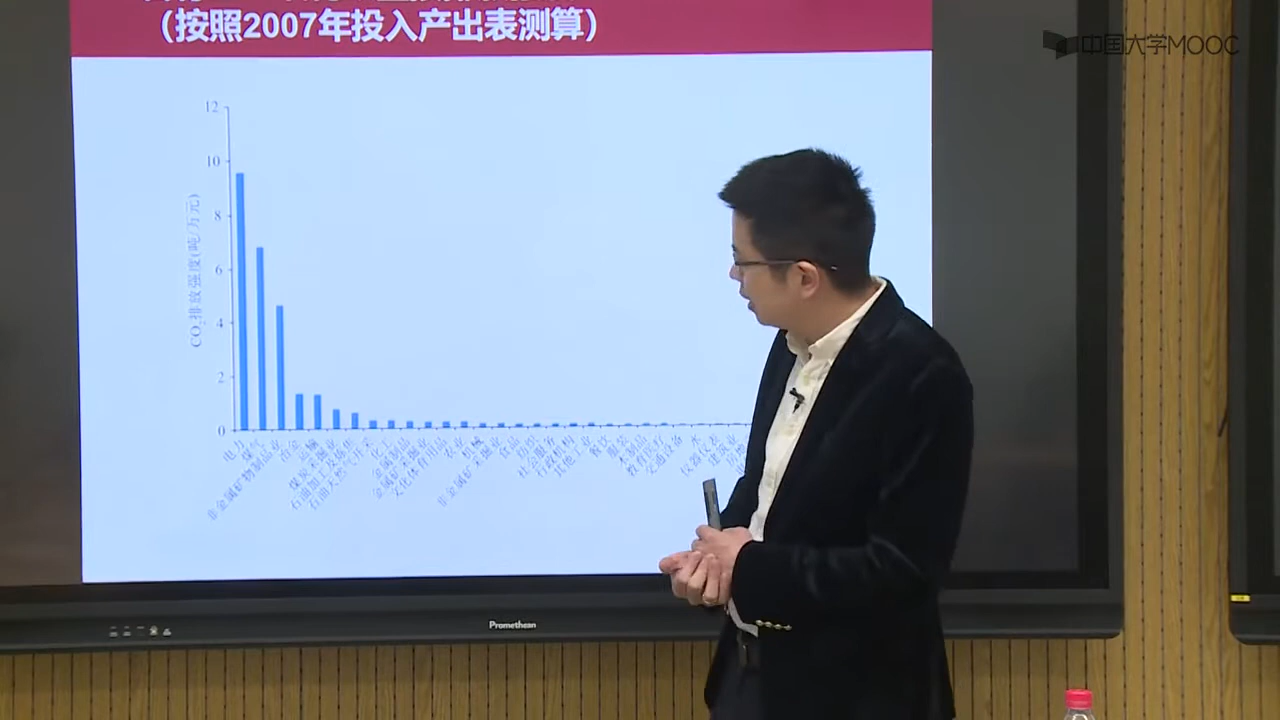 (按照2007年投入产出表测算)
中国大学MOOC
12
10
8
6
4
2
0
CO₂排放强度(吨/万元)
电力
煤气
非金属矿物制品业
冶金
运输
煤炭采掘业
石油加工及炼焦
石油天然气开采
化工
金属制品
金属矿采掘业
文化体育用品
农业
机械
非金属矿采掘业
食品
纺织
社会服务
行政机构
其他工业
餐饮
服装
木制品
教育医疗
交通设备
水
仪器仪表
建筑业
Promethean